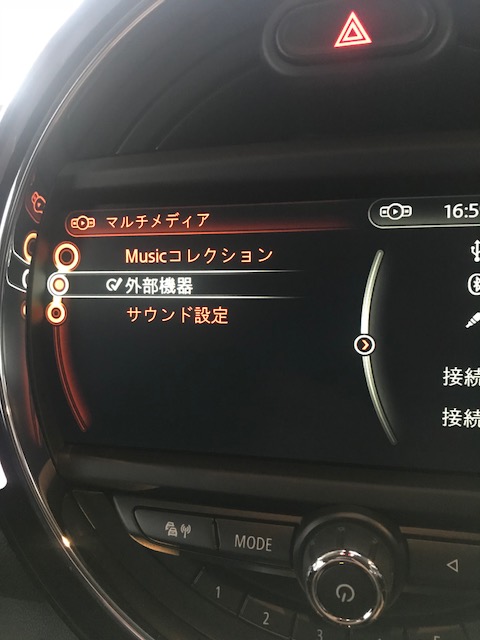 マルチメディア
16:5
Musicコレクション
外部機器
サウンド設定
接続
接続
MODE
1
2